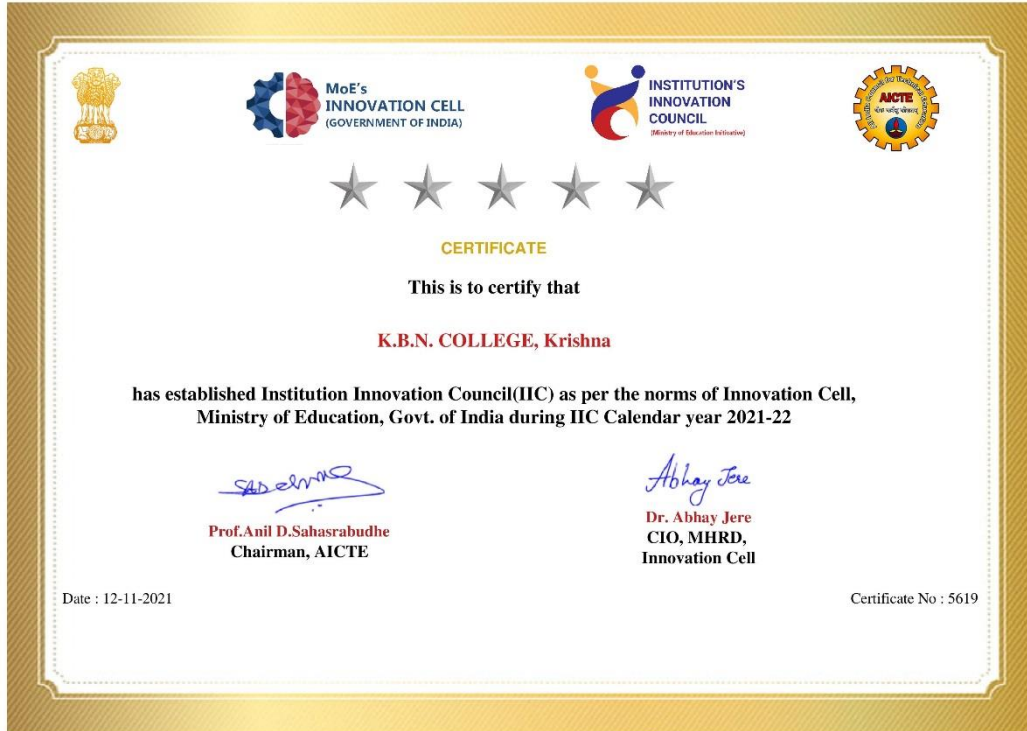 MoE's
INNOVATION CELL
(GOVERNMENT OF INDIA)
INSTITUTION'S
INNOVATION
COUNCIL
(Ministry of Education Initiative)
AICTE
CERTIFICATE
This is to certify that
K.B.N. COLLEGE, Krishna
has established Institution Innovation Council(IIC) as per the norms of Innovation Cell,
Ministry of Education, Govt. of India during IIC Calendar year 2021-22
Abhay Jere
Prof.Anil D.Sahasrabudhe
Chairman, AICTE
Dr. Abhay Jere
CIO, MHRD,
Innovation Cell
Date : 12-11-2021
Certificate No : 5619